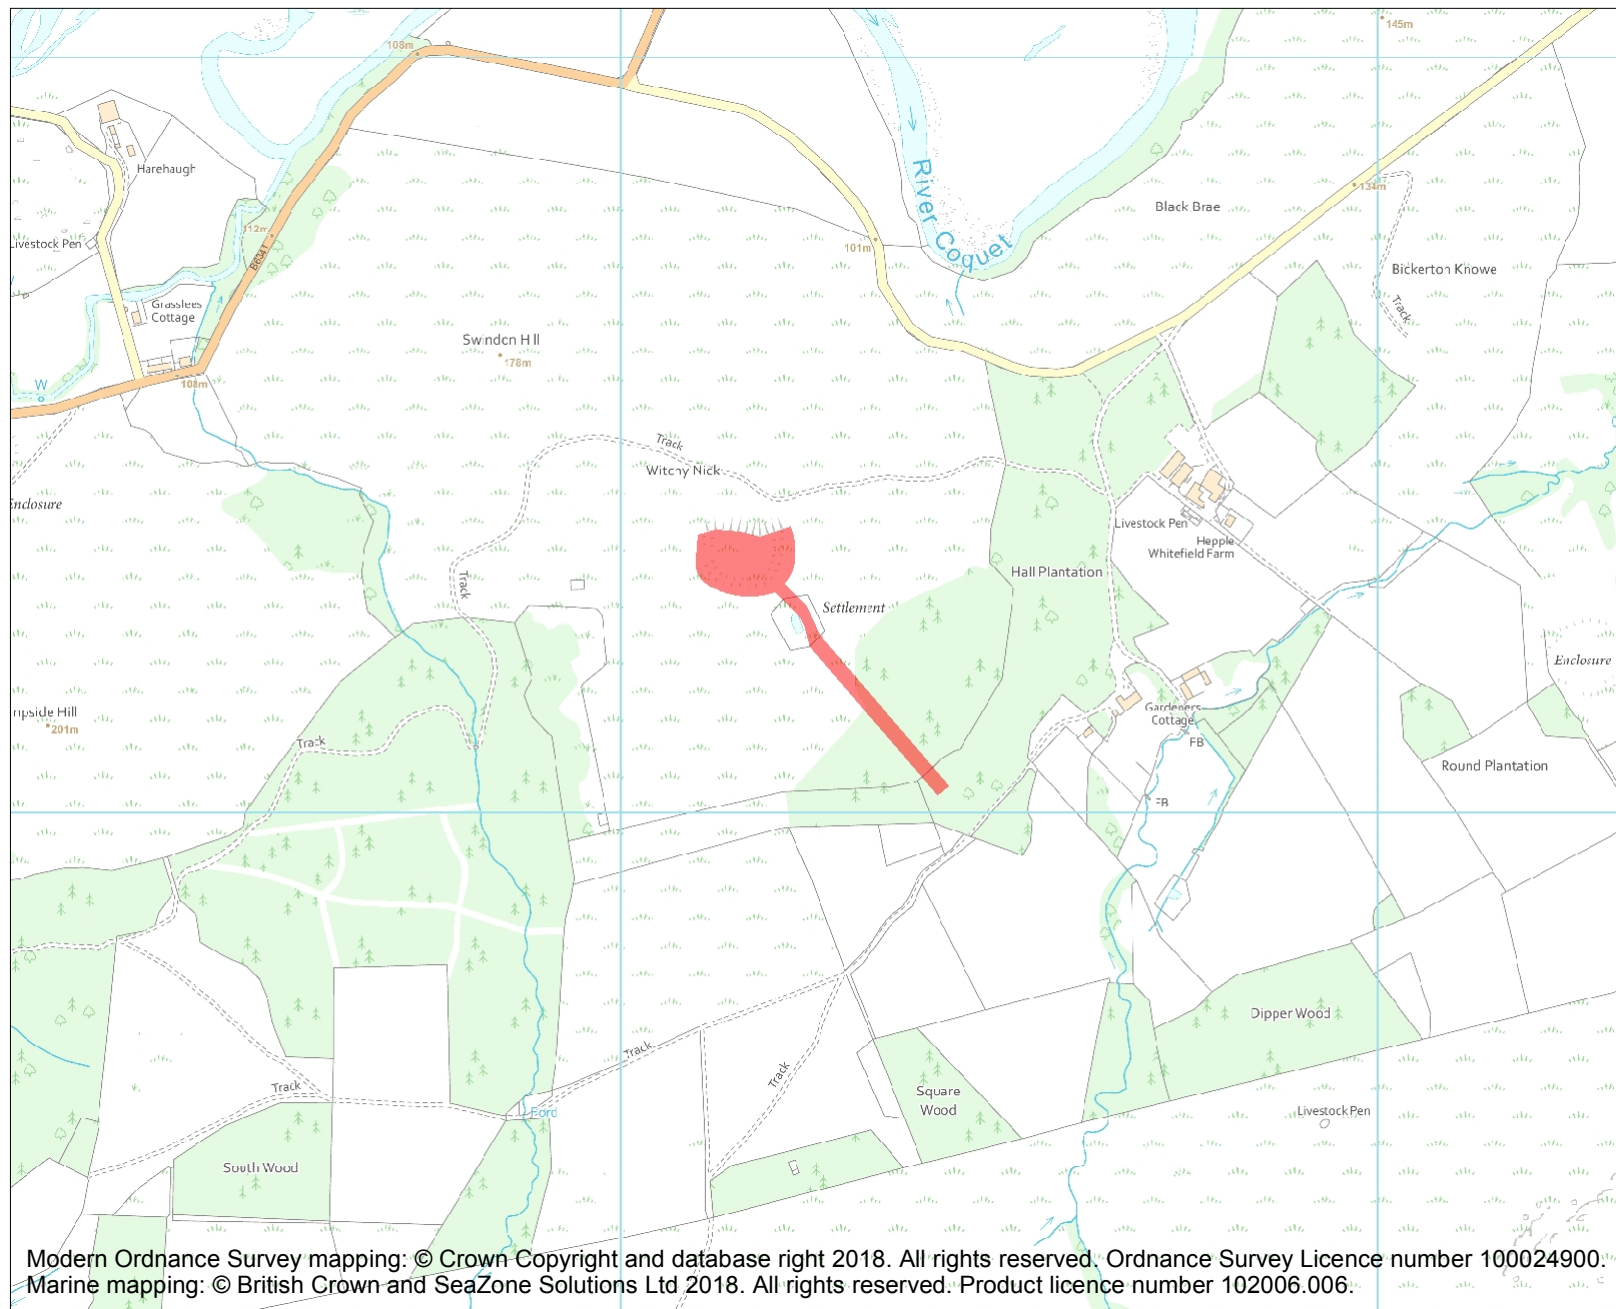 145m
108m
Harehaugh
River Coquet
134m
Black Brae
112m
B6341
Livestock Pen
101m
Bickerton Knowe
Track
Grasslees
Cottage
Swindon Hill
178m
W
108m
Track
Witchy Nick
Enclosure
Livestock Pen
Hepple
Whitefield Farm
Hall Plantation
Track
Settlement
Enclosure
npside Hill
201m
Track
Gardeners
Cottage
FB
Round Plantation
FB
Dipper Wood
Track
Track
Track
Square
Wood
Ford
Livestock Pen
South Wood
Modern Ordnance Survey mapping: © Crown Copyright and database right 2018. All rights reserved. Ordnance Survey Licence number 100024900.
Marine mapping: © British Crown and SeaZone Solutions Ltd 2018. All rights reserved. Product licence number 102006.006.